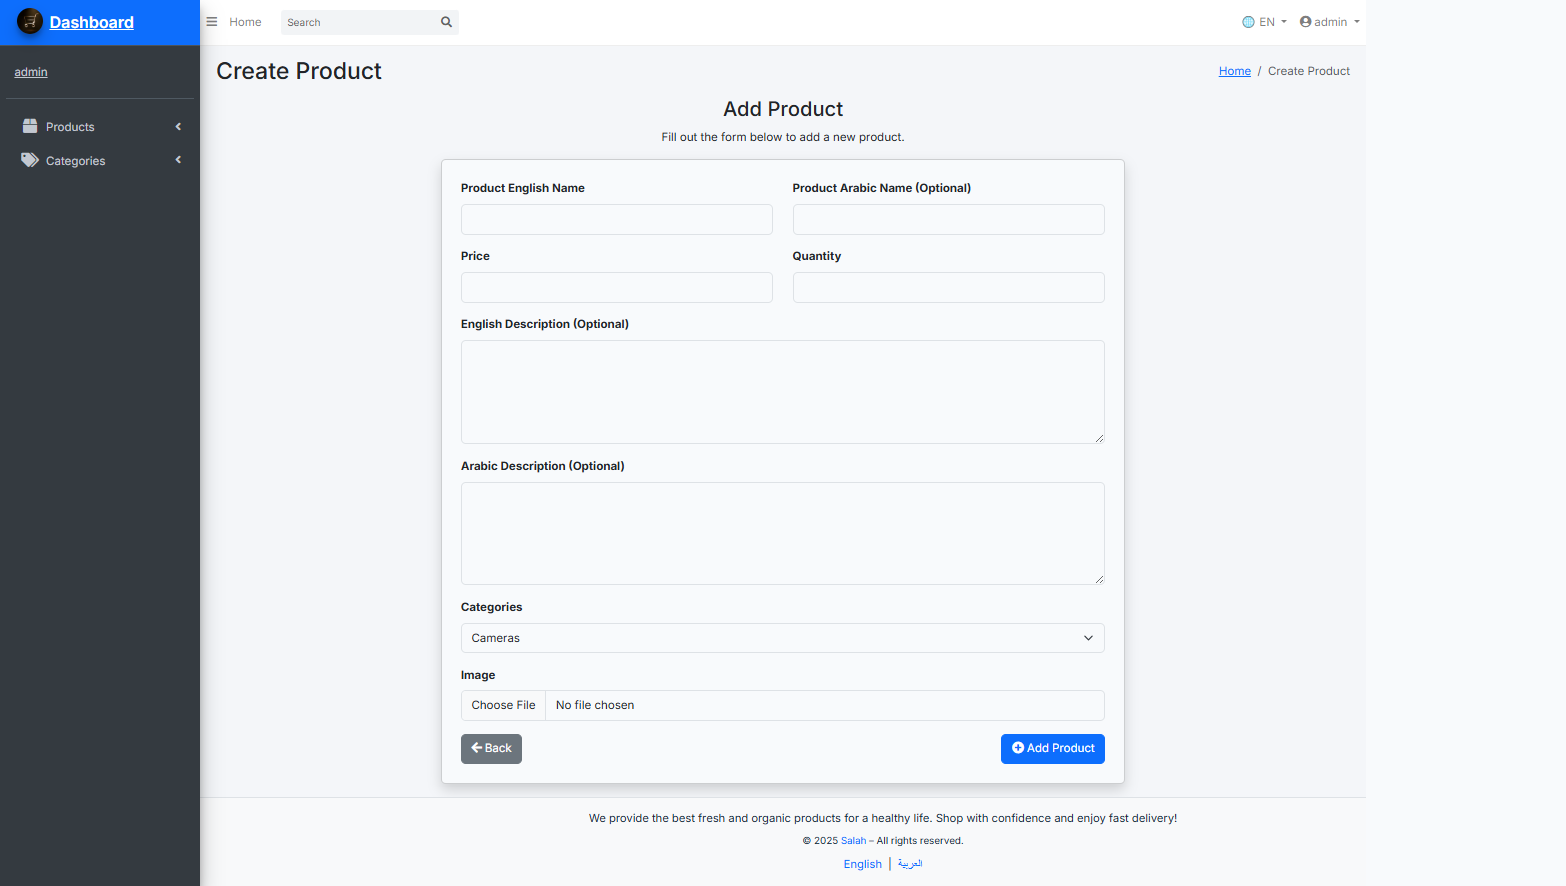 Dashboard
Home
Search
EN
admin
admin
Products
Categories
Create Product
Home / Create Product
Add Product
Fill out the form below to add a new product.
Product English Name
Product Arabic Name (Optional)
Price
Quantity
English Description (Optional)
Arabic Description (Optional)
Categories
Cameras
Image
Choose File
No file chosen
Back
Add Product
We provide the best fresh and organic products for a healthy life. Shop with confidence and enjoy fast delivery!
© 2025 Salah – All rights reserved.
English | العربية